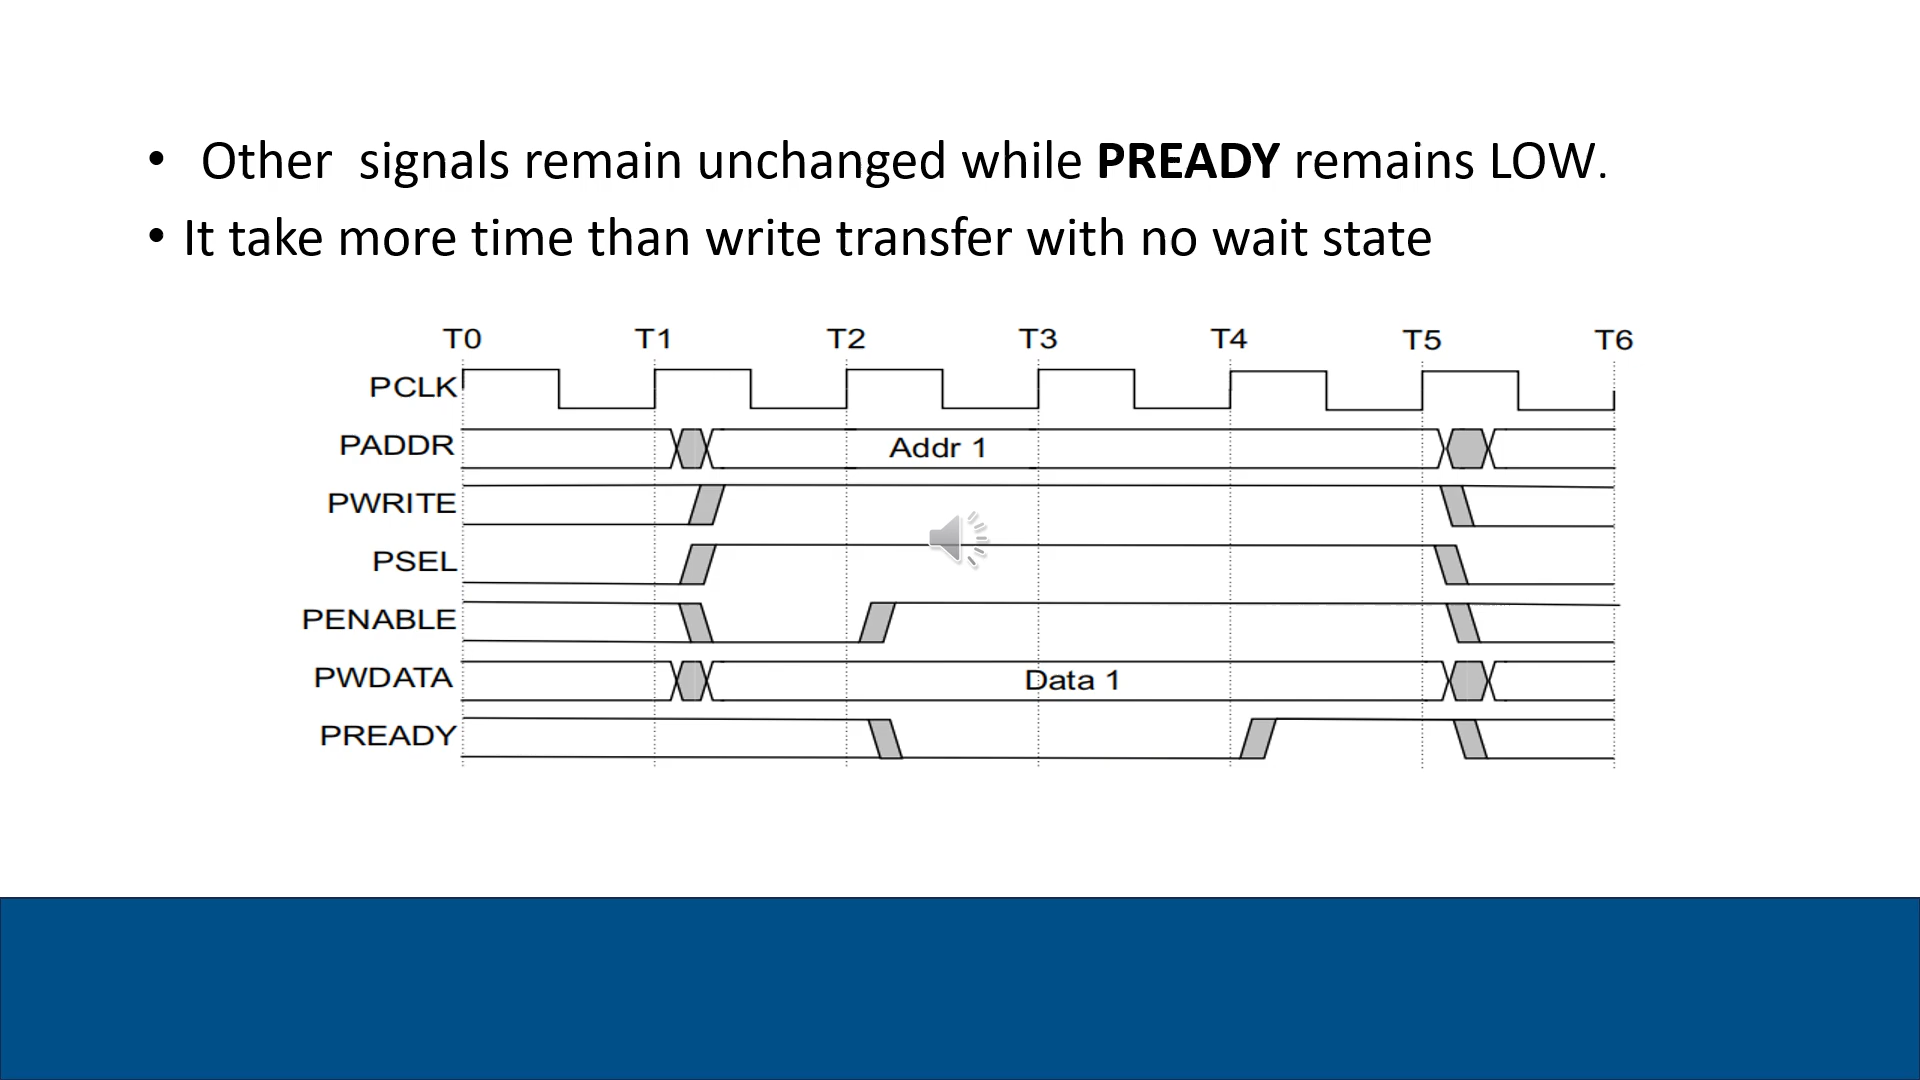 • Other  signals remain unchanged while PREADY remains LOW.
• It take more time than write transfer with no wait state
T0 T1 T2 T3 T4 T5 T6
PCLK
PADDR Addr 1
PWRITE
PSEL
PENABLE
PWDATA Data 1
PREADY